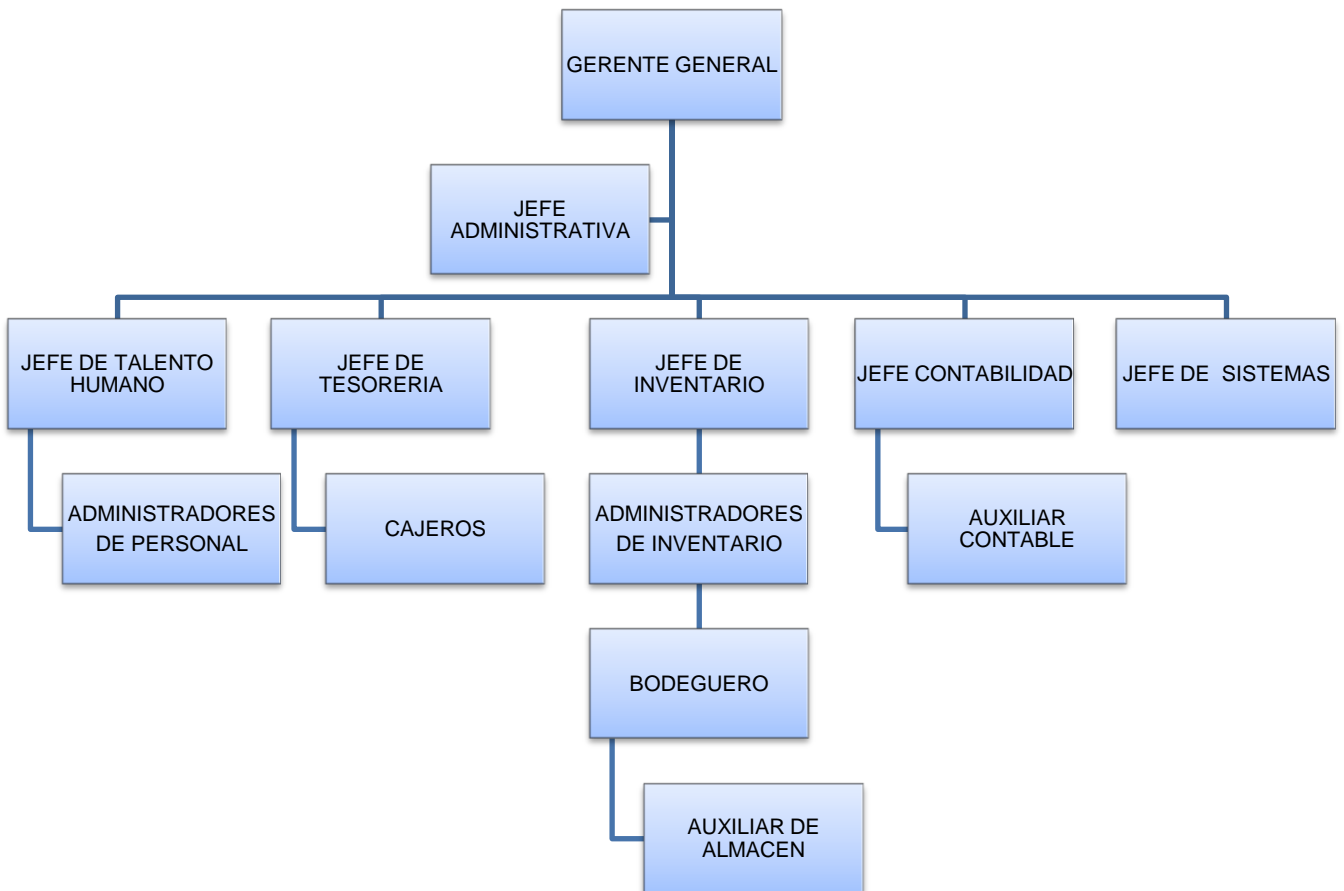 GERENTE GENERAL
JEFE
ADMINISTRATIVA
JEFE DE TALENTO
HUMANO
JEFE DE
TESORERIA
JEFE DE
INVENTARIO
JEFE CONTABILIDAD
JEFE DE  SISTEMAS
ADMINISTRADORES
DE PERSONAL
CAJEROS
ADMINISTRADORES
DE INVENTARIO
AUXILIAR
CONTABLE
BODEGUERO
AUXILIAR DE
ALMACEN